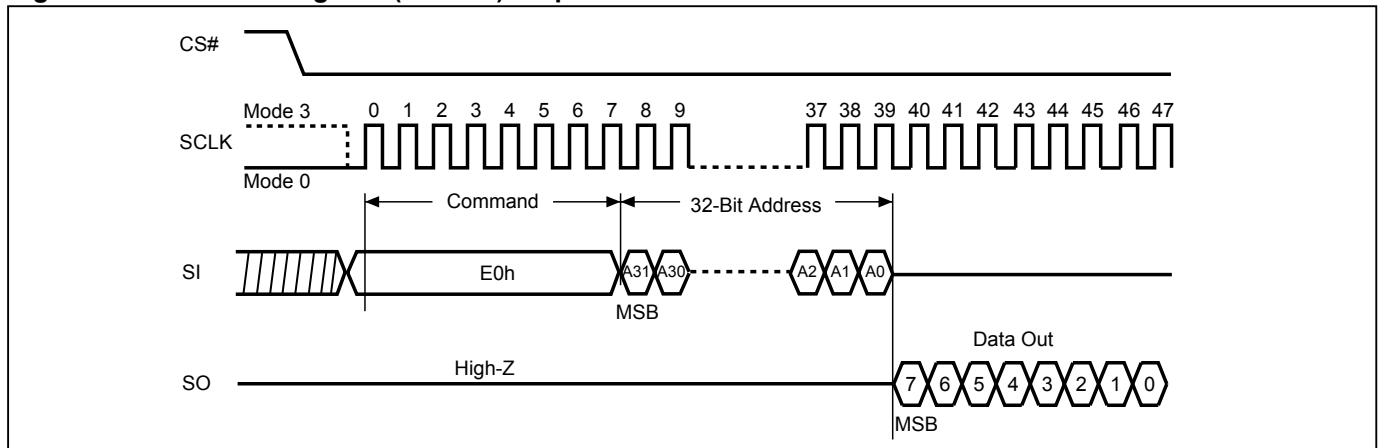 CS#
Mode 3 0 1 2 3 4 5 6 7 8 9 37 38 39 40 41 42 43 44 45 46 47
SCLK
Mode 0
Command 32-Bit Address
SI E0h A31 A30 A2 A1 A0
MSB
Data Out
SO High-Z 7 6 5 4 3 2 1 0
MSB